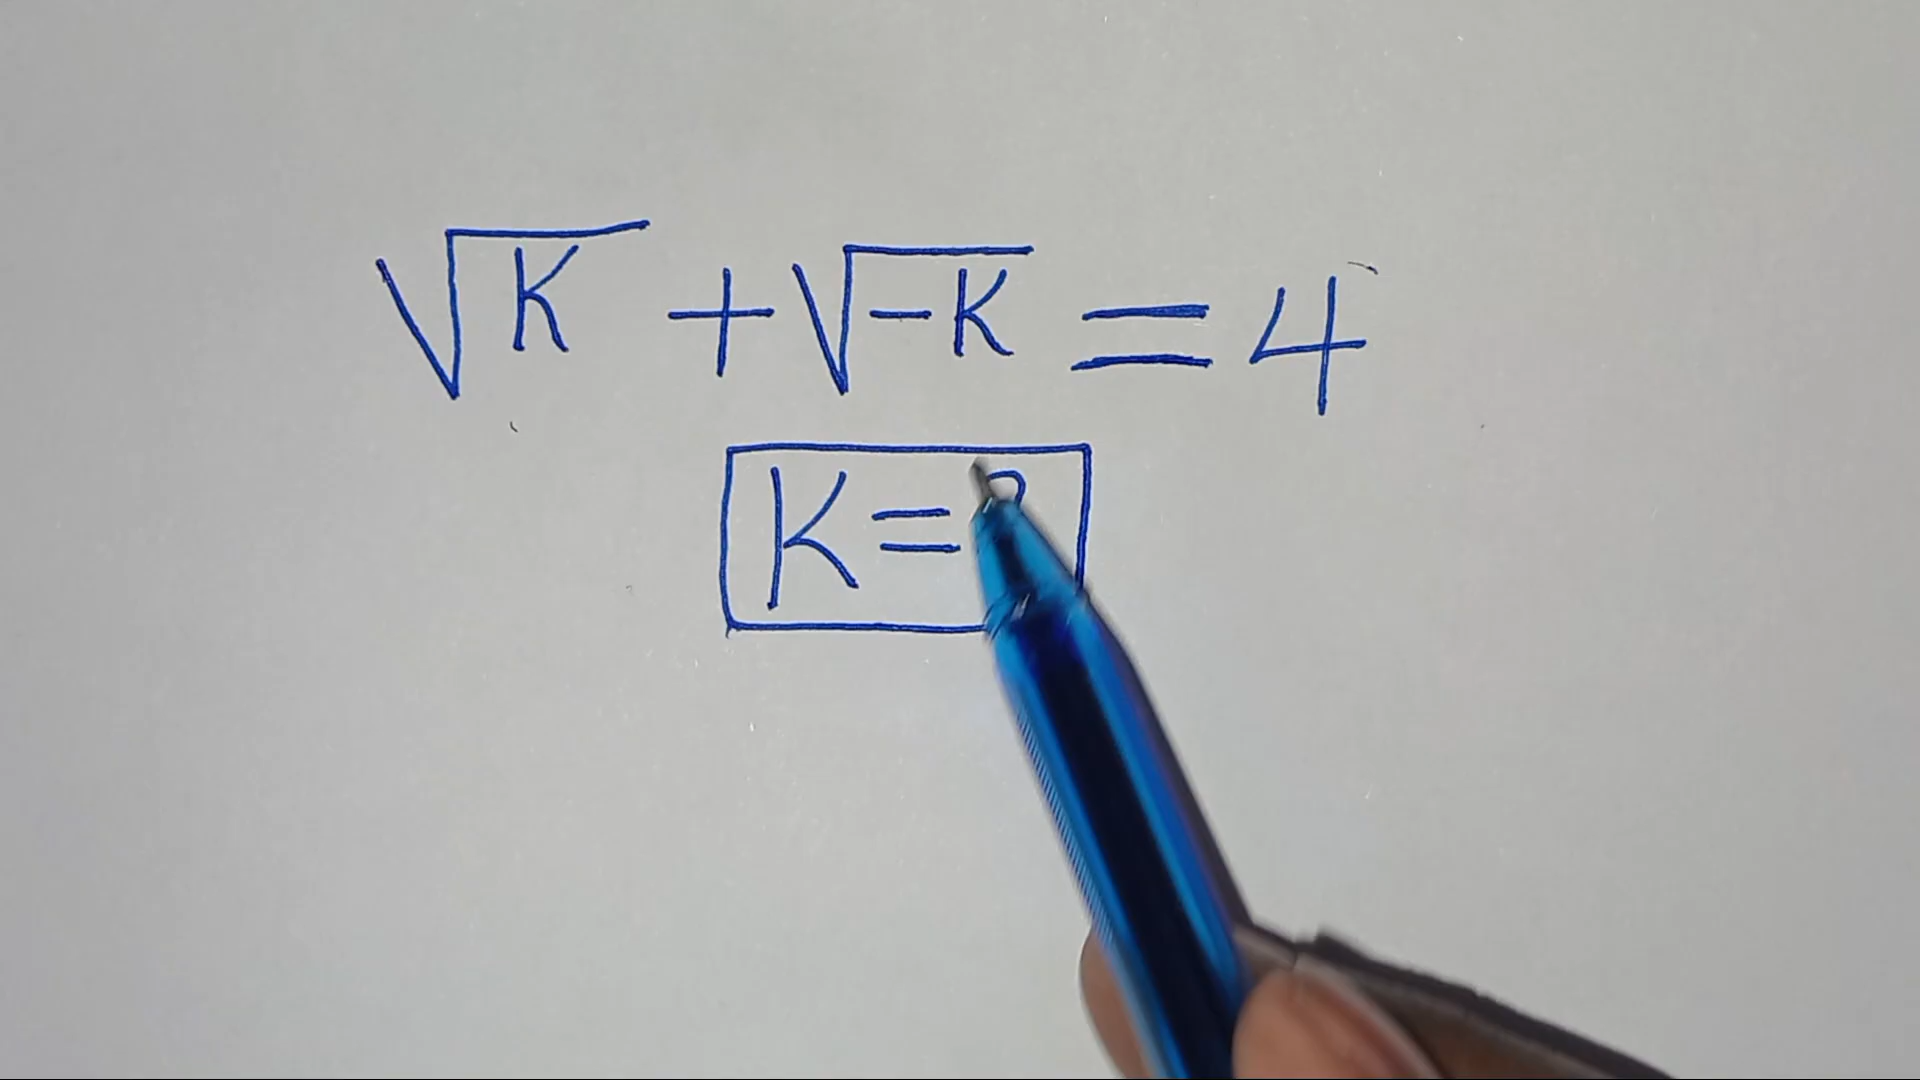 √K + √-K = 4
K = ?